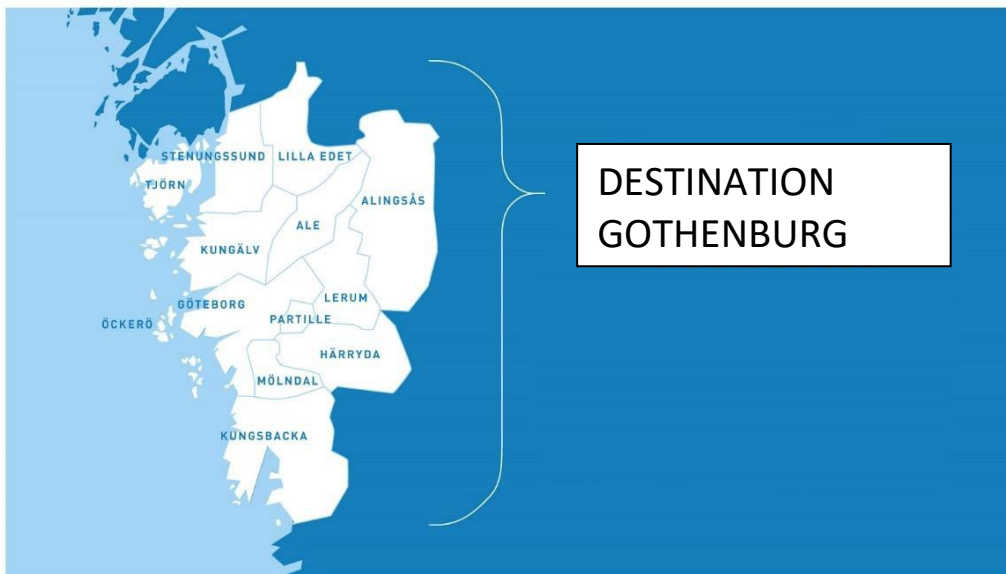 STENUNGSSUND
LILLA EDET
TJÖRN
ALINGSÅS
ALE
KUNGÄLV
GÖTEBORG
LERUM
ÖCKERÖ
PARTILLE
HÄRRYDA
MÖLNDAL
KUNGSBACKA
DESTINATION
GOTHENBURG